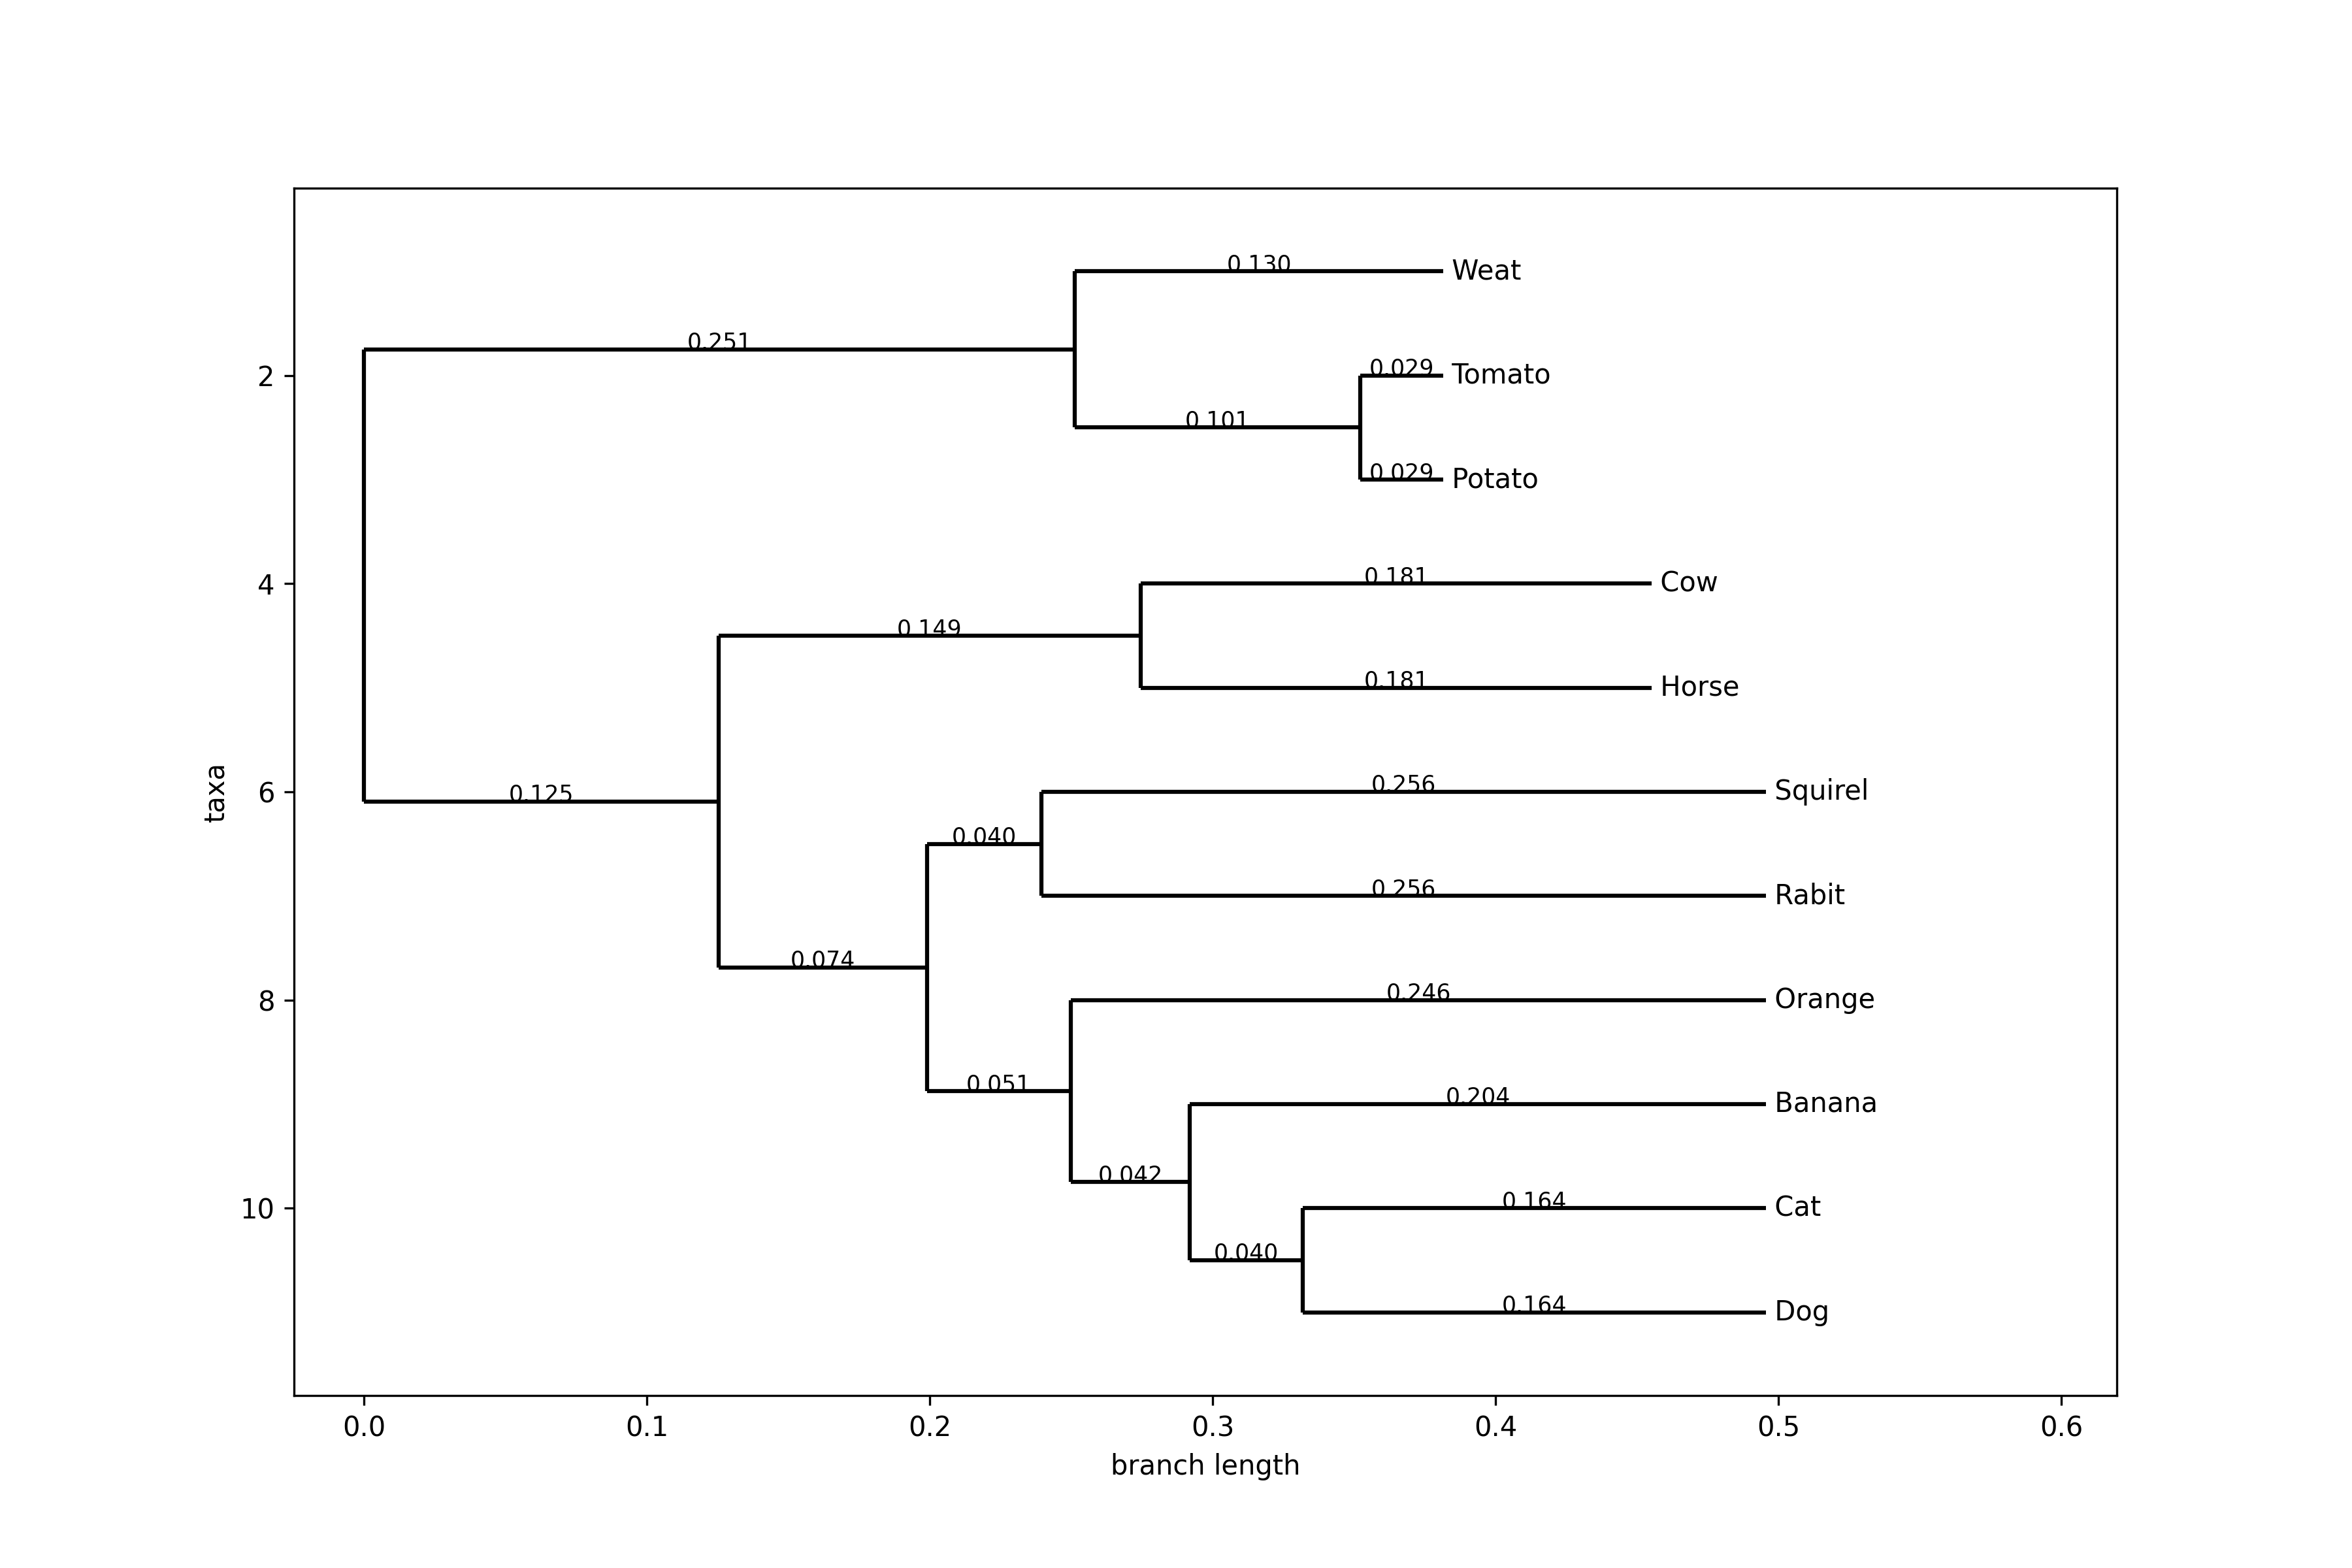 0.130 Weat
0.251
2 0.029 Tomato
0.101
0.029 Potato
4 0.181 Cow
0.149
0.181 Horse
taxa
6 0.256 Squirel
0.125
0.040
0.256 Rabit
0.074
8 0.246 Orange
0.051
0.204 Banana
0.042
10 0.164 Cat
0.040
0.164 Dog
0.0 0.1 0.2 0.3 0.4 0.5 0.6
branch length